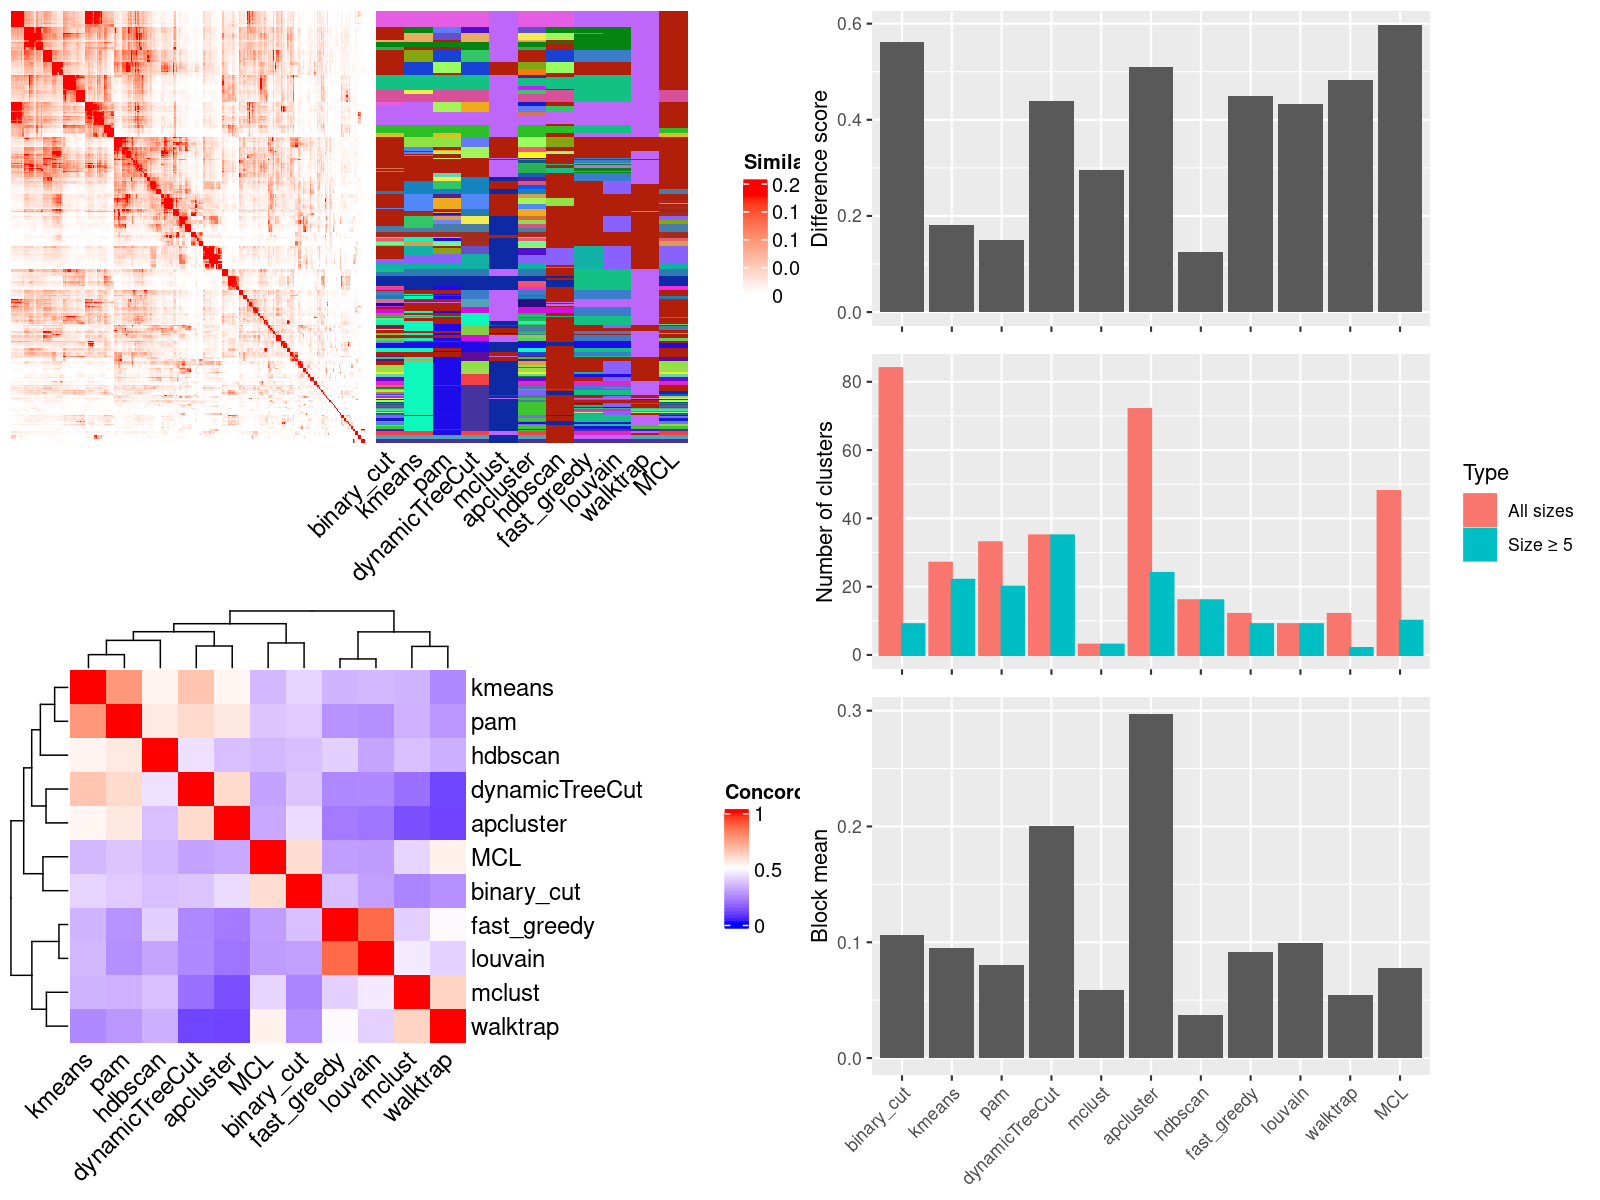 Simila
0.2
0.1
0.1
0.0
0
binary_cut
kmeans
pam
dynamicTreeCut
mclust
apcluster
hdbscan
fast_greedy
louvain
walktrap
MCL
kmeans
pam
hdbscan
dynamicTreeCut
apcluster
MCL
binary_cut
fast_greedy
louvain
mclust
walktrap
kmeans
pam
hdbscan
dynamicTreeCut
apcluster
MCL
binary_cut
fast_greedy
louvain
mclust
walktrap
Concord
1
0.5
0
Difference score
0.6
0.4
0.2
0.0
Number of clusters
80
60
40
20
0
Type
All sizes
Size ≥ 5
Block mean
0.3
0.2
0.1
0.0
binary_cut
kmeans
pam
dynamicTreeCut
mclust
apcluster
hdbscan
fast_greedy
louvain
walktrap
MCL